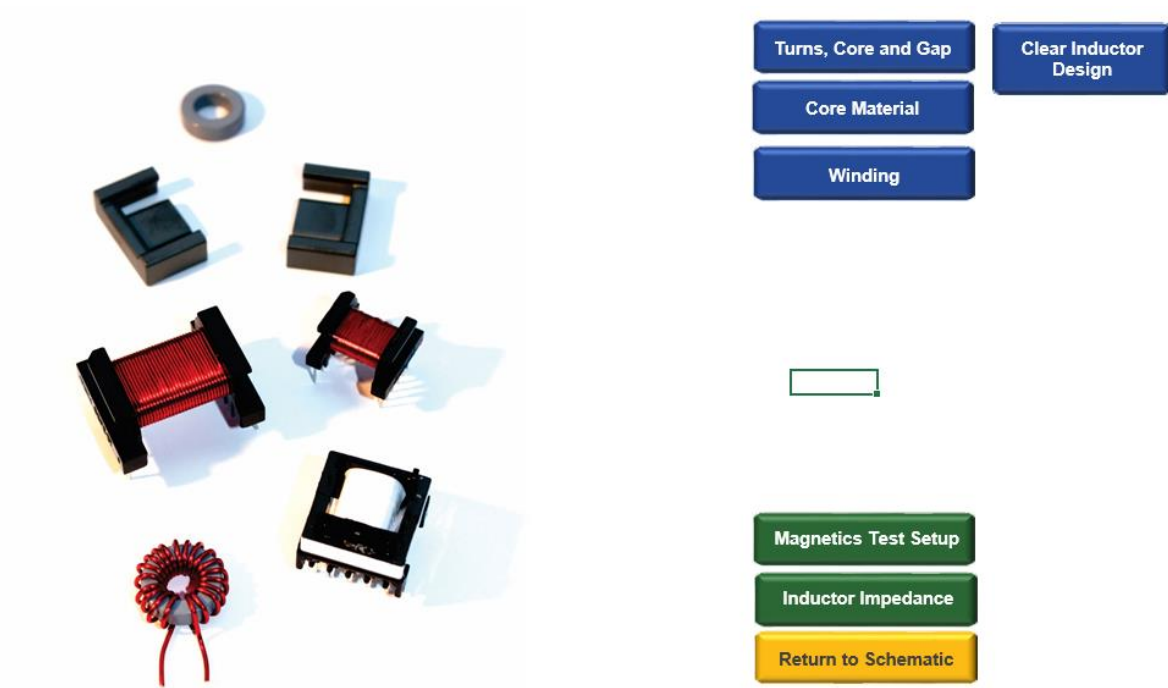 Turns, Core and Gap
Clear Inductor
Design
Core Material
Winding
Magnetics Test Setup
Inductor Impedance
Return to Schematic